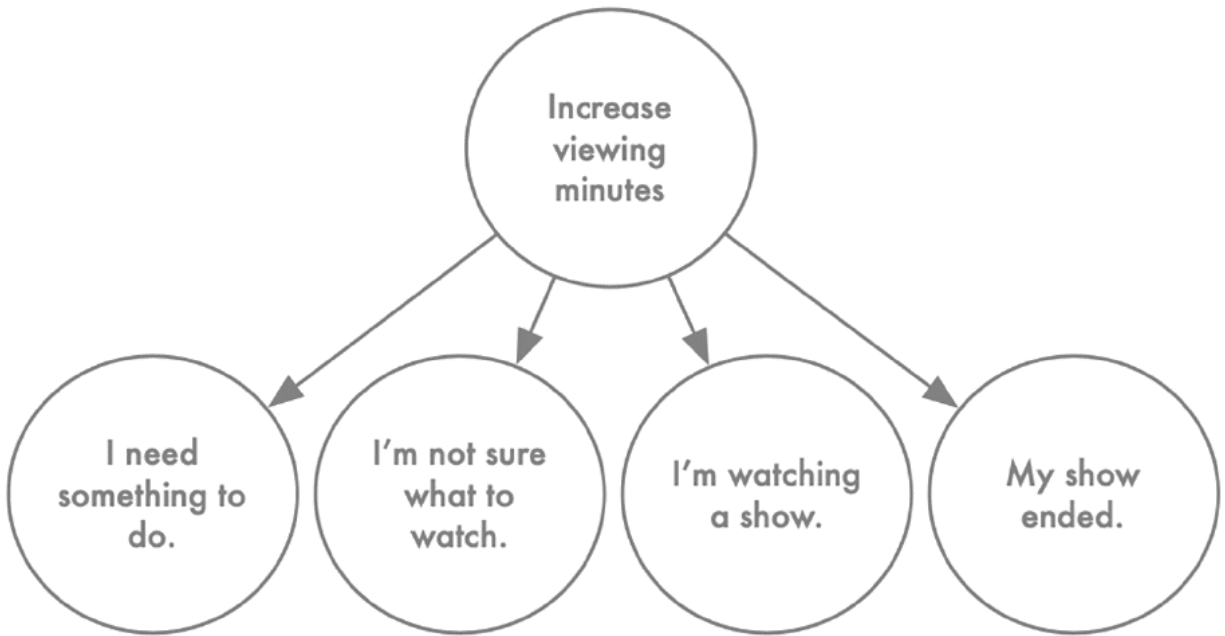 Increase
viewing
minutes
I need
something to
do.
I’m not sure
what to
watch.
I’m watching
a show.
My show
ended.